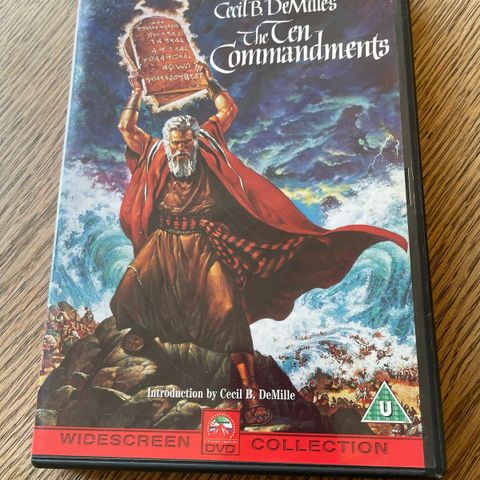 Cecil B. DeMille's
The Ten
Commandments
Introduction by Cecil B. DeMille
U
WIDESCREEN DVD COLLECTION